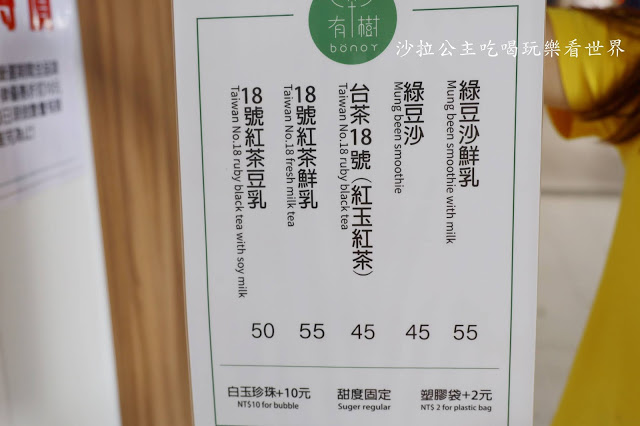 有樹
bonoT
沙拉公主吃喝玩樂看世界
綠豆沙鮮乳
Mung been smoothie with milk
55
綠豆沙
Mung been smoothie
45
台茶18號（紅玉紅茶）
Taiwan No.18 ruby black tea
45
18號紅茶鮮乳
Taiwan No.18 fresh milk tea
55
18號紅茶豆乳
Taiwan No.18 ruby black tea with soy milk
50
白玉珍珠+10元
NT$10 for bubble
甜度固定
Suger regular
塑膠袋+2元
NT$ 2 for plastic bag